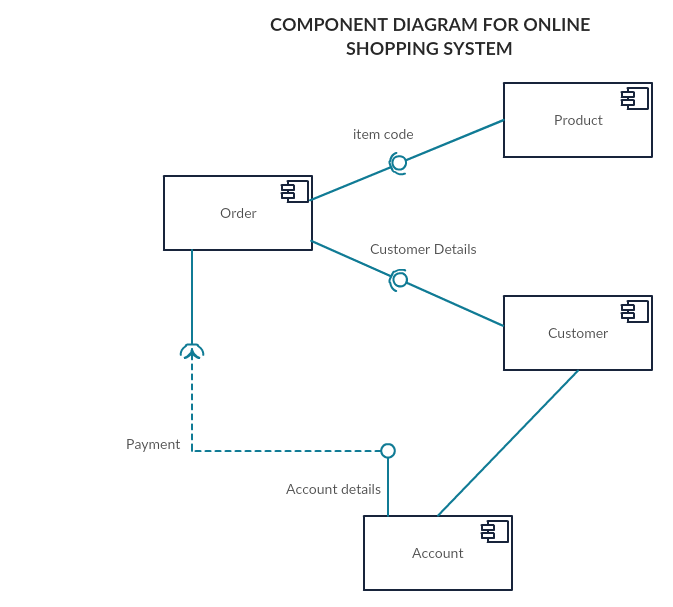 COMPONENT DIAGRAM FOR ONLINE
SHOPPING SYSTEM
Product
item code
Order
Customer Details
Customer
Payment
Account details
Account